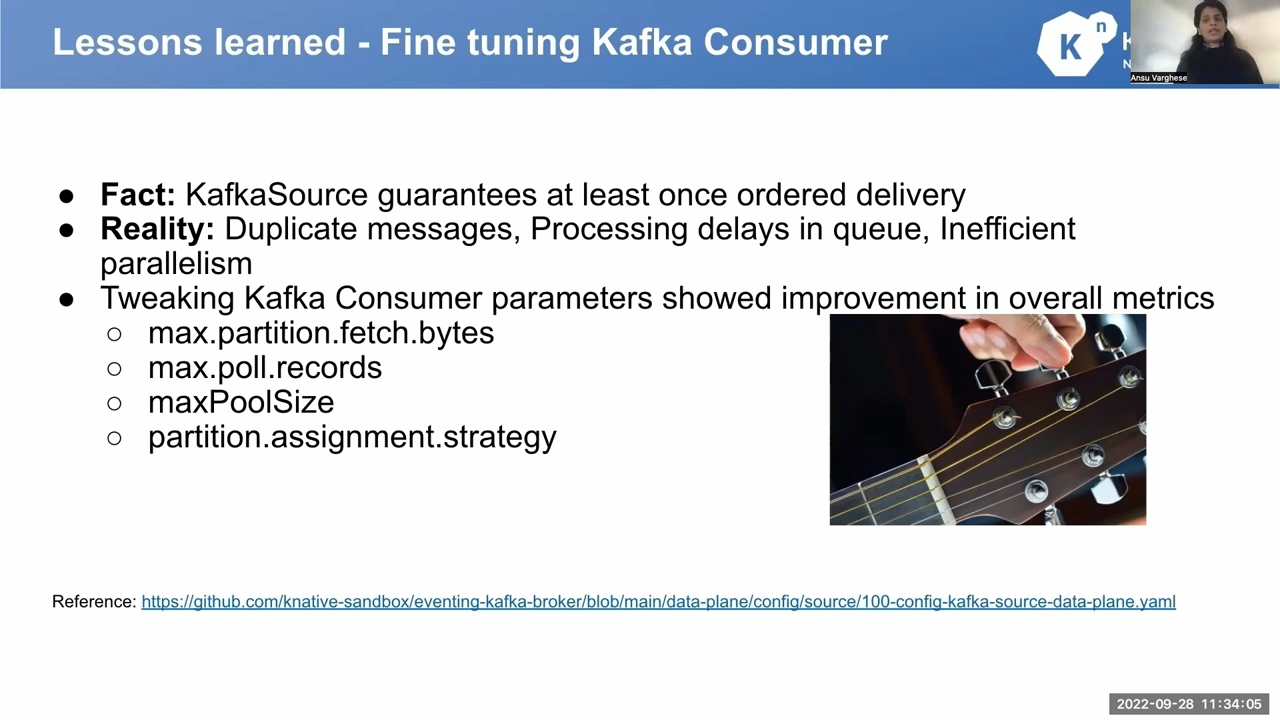 Lessons learned - Fine tuning Kafka Consumer
K
n
K
N
Ansu Varghese
● Fact: KafkaSource guarantees at least once ordered delivery
● Reality: Duplicate messages, Processing delays in queue, Inefficient
parallelism
● Tweaking Kafka Consumer parameters showed improvement in overall metrics
○ max.partition.fetch.bytes
○ max.poll.records
○ maxPoolSize
○ partition.assignment.strategy
Reference: https://github.com/knative-sandbox/eventing-kafka-broker/blob/main/data-plane/config/source/100-config-kafka-source-data-plane.yaml
2022-09-28 11:34:05